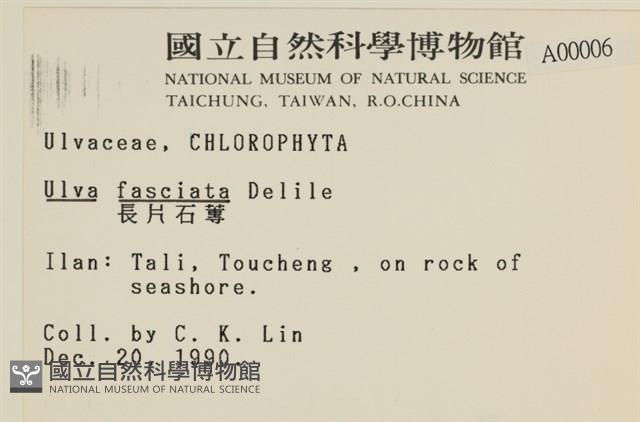 國立自然科學博物館
A00006
NATIONAL MUSEUM OF NATURAL SCIENCE
TAICHUNG, TAIWAN, R.O.CHINA
Ulvaceae, CHLOROPHYTA
Ulva fasciata Delile
長片石蓴
Ilan: Tali, Toucheng , on rock of
seashore.
Coll. by C. K. Lin
Dec. 20, 1990.
國立自然科學博物館
NATIONAL MUSEUM OF NATURAL SCIENCE